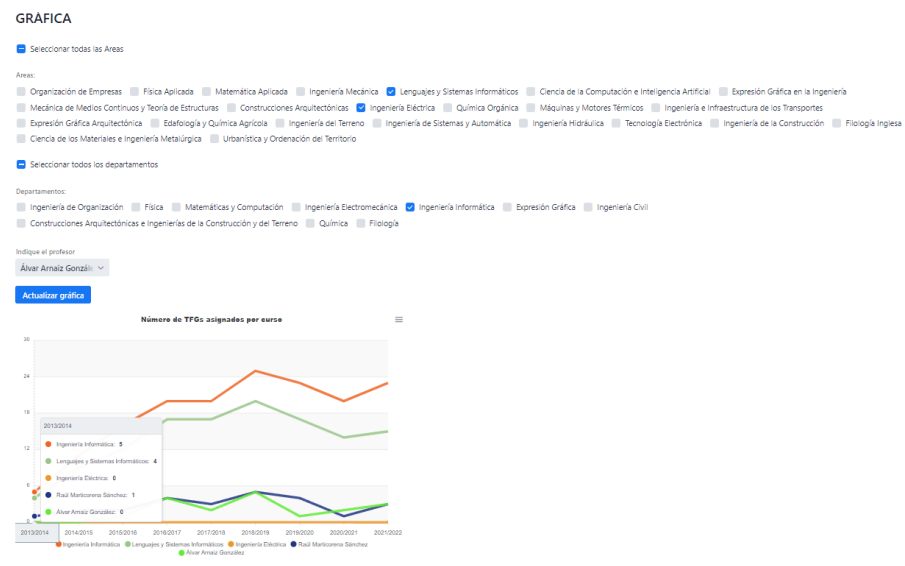 GRÁFICA
Seleccionar todas las Areas
Areas:
Organización de Empresas Física Aplicada Matemática Aplicada Ingeniería Mecánica Lenguajes y Sistemas Informáticos Ciencia de la Computación e Inteligencia Artificial Expresión Gráfica en la Ingeniería
Mecánica de Medios Continuos y Teoría de Estructuras Construcciones Arquitectónicas Ingeniería Eléctrica Química Orgánica Máquinas y Motores Térmicos Ingeniería e Infraestructura de los Transportes
Expresión Gráfica Arquitectónica Edafología y Química Agrícola Ingeniería del Terreno Ingeniería de Sistemas y Automática Ingeniería Hidráulica Tecnología Electrónica Ingeniería de la Construcción Filología Inglesa
Ciencia de los Materiales e Ingeniería Metalúrgica Urbanística y Ordenación del Territorio
Seleccionar todos los departamentos
Departamentos:
Ingeniería de Organización Física Matemáticas y Computación Ingeniería Electromecánica Ingeniería Informática Expresión Gráfica Ingeniería Civil
Construcciones Arquitectónicas e Ingenierías de la Construcción y del Terreno Química Filología
Indique el profesor
Álvar Arnaiz Gonzále
Actualizar gráfica
Número de TFGs asignados por curso
30
24
18
12
6
0
2013/2014
Ingeniería Informática: 5
Lenguajes y Sistemas Informáticos: 4
Ingeniería Eléctrica: 0
Raúl Marticorena Sánchez: 1
Álvar Arnaiz González: 0
2013/2014 2014/2015 2015/2016 2016/2017 2017/2018 2018/2019 2019/2020 2020/2021 2021/2022
Ingeniería Informática Lenguajes y Sistemas Informáticos Ingeniería Eléctrica Raúl Marticorena Sánchez
Álvar Arnaiz González